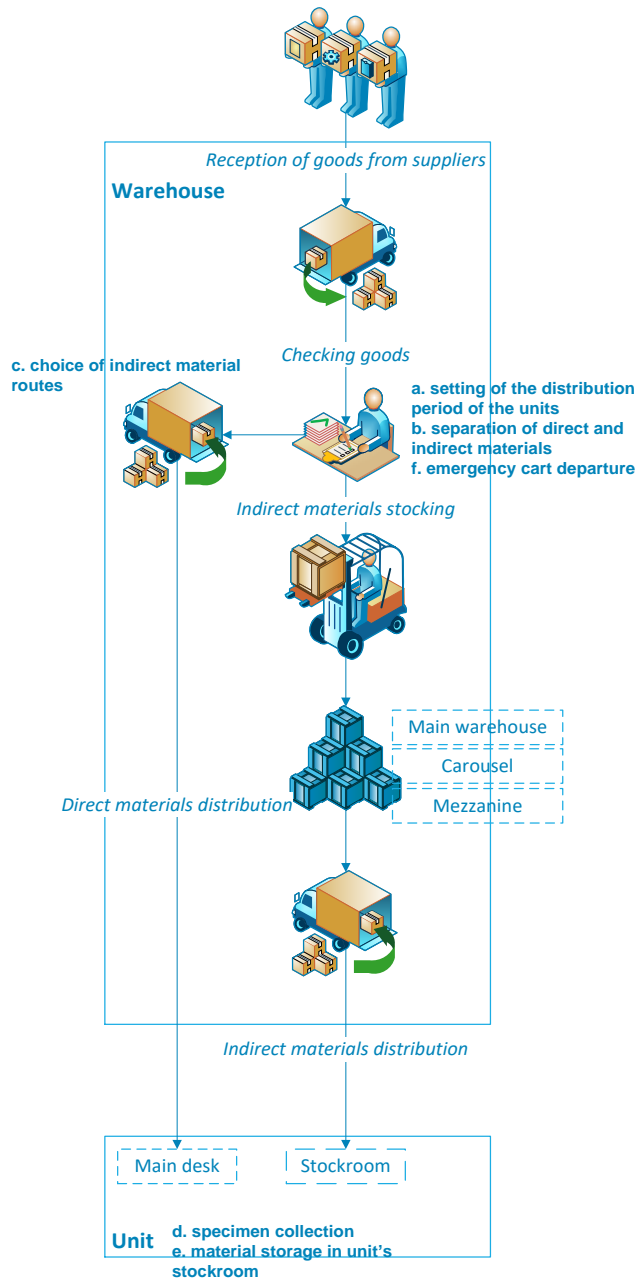 Reception of goods from suppliers
Warehouse
Checking goods
c. choice of indirect material
routes
a. setting of the distribution
period of the units
b. separation of direct and
indirect materials
f. emergency cart departure
Indirect materials stocking
Main warehouse
Carousel
Mezzanine
Direct materials distribution
Indirect materials distribution
Main desk
Stockroom
Unit
d. specimen collection
e. material storage in unit's
stockroom